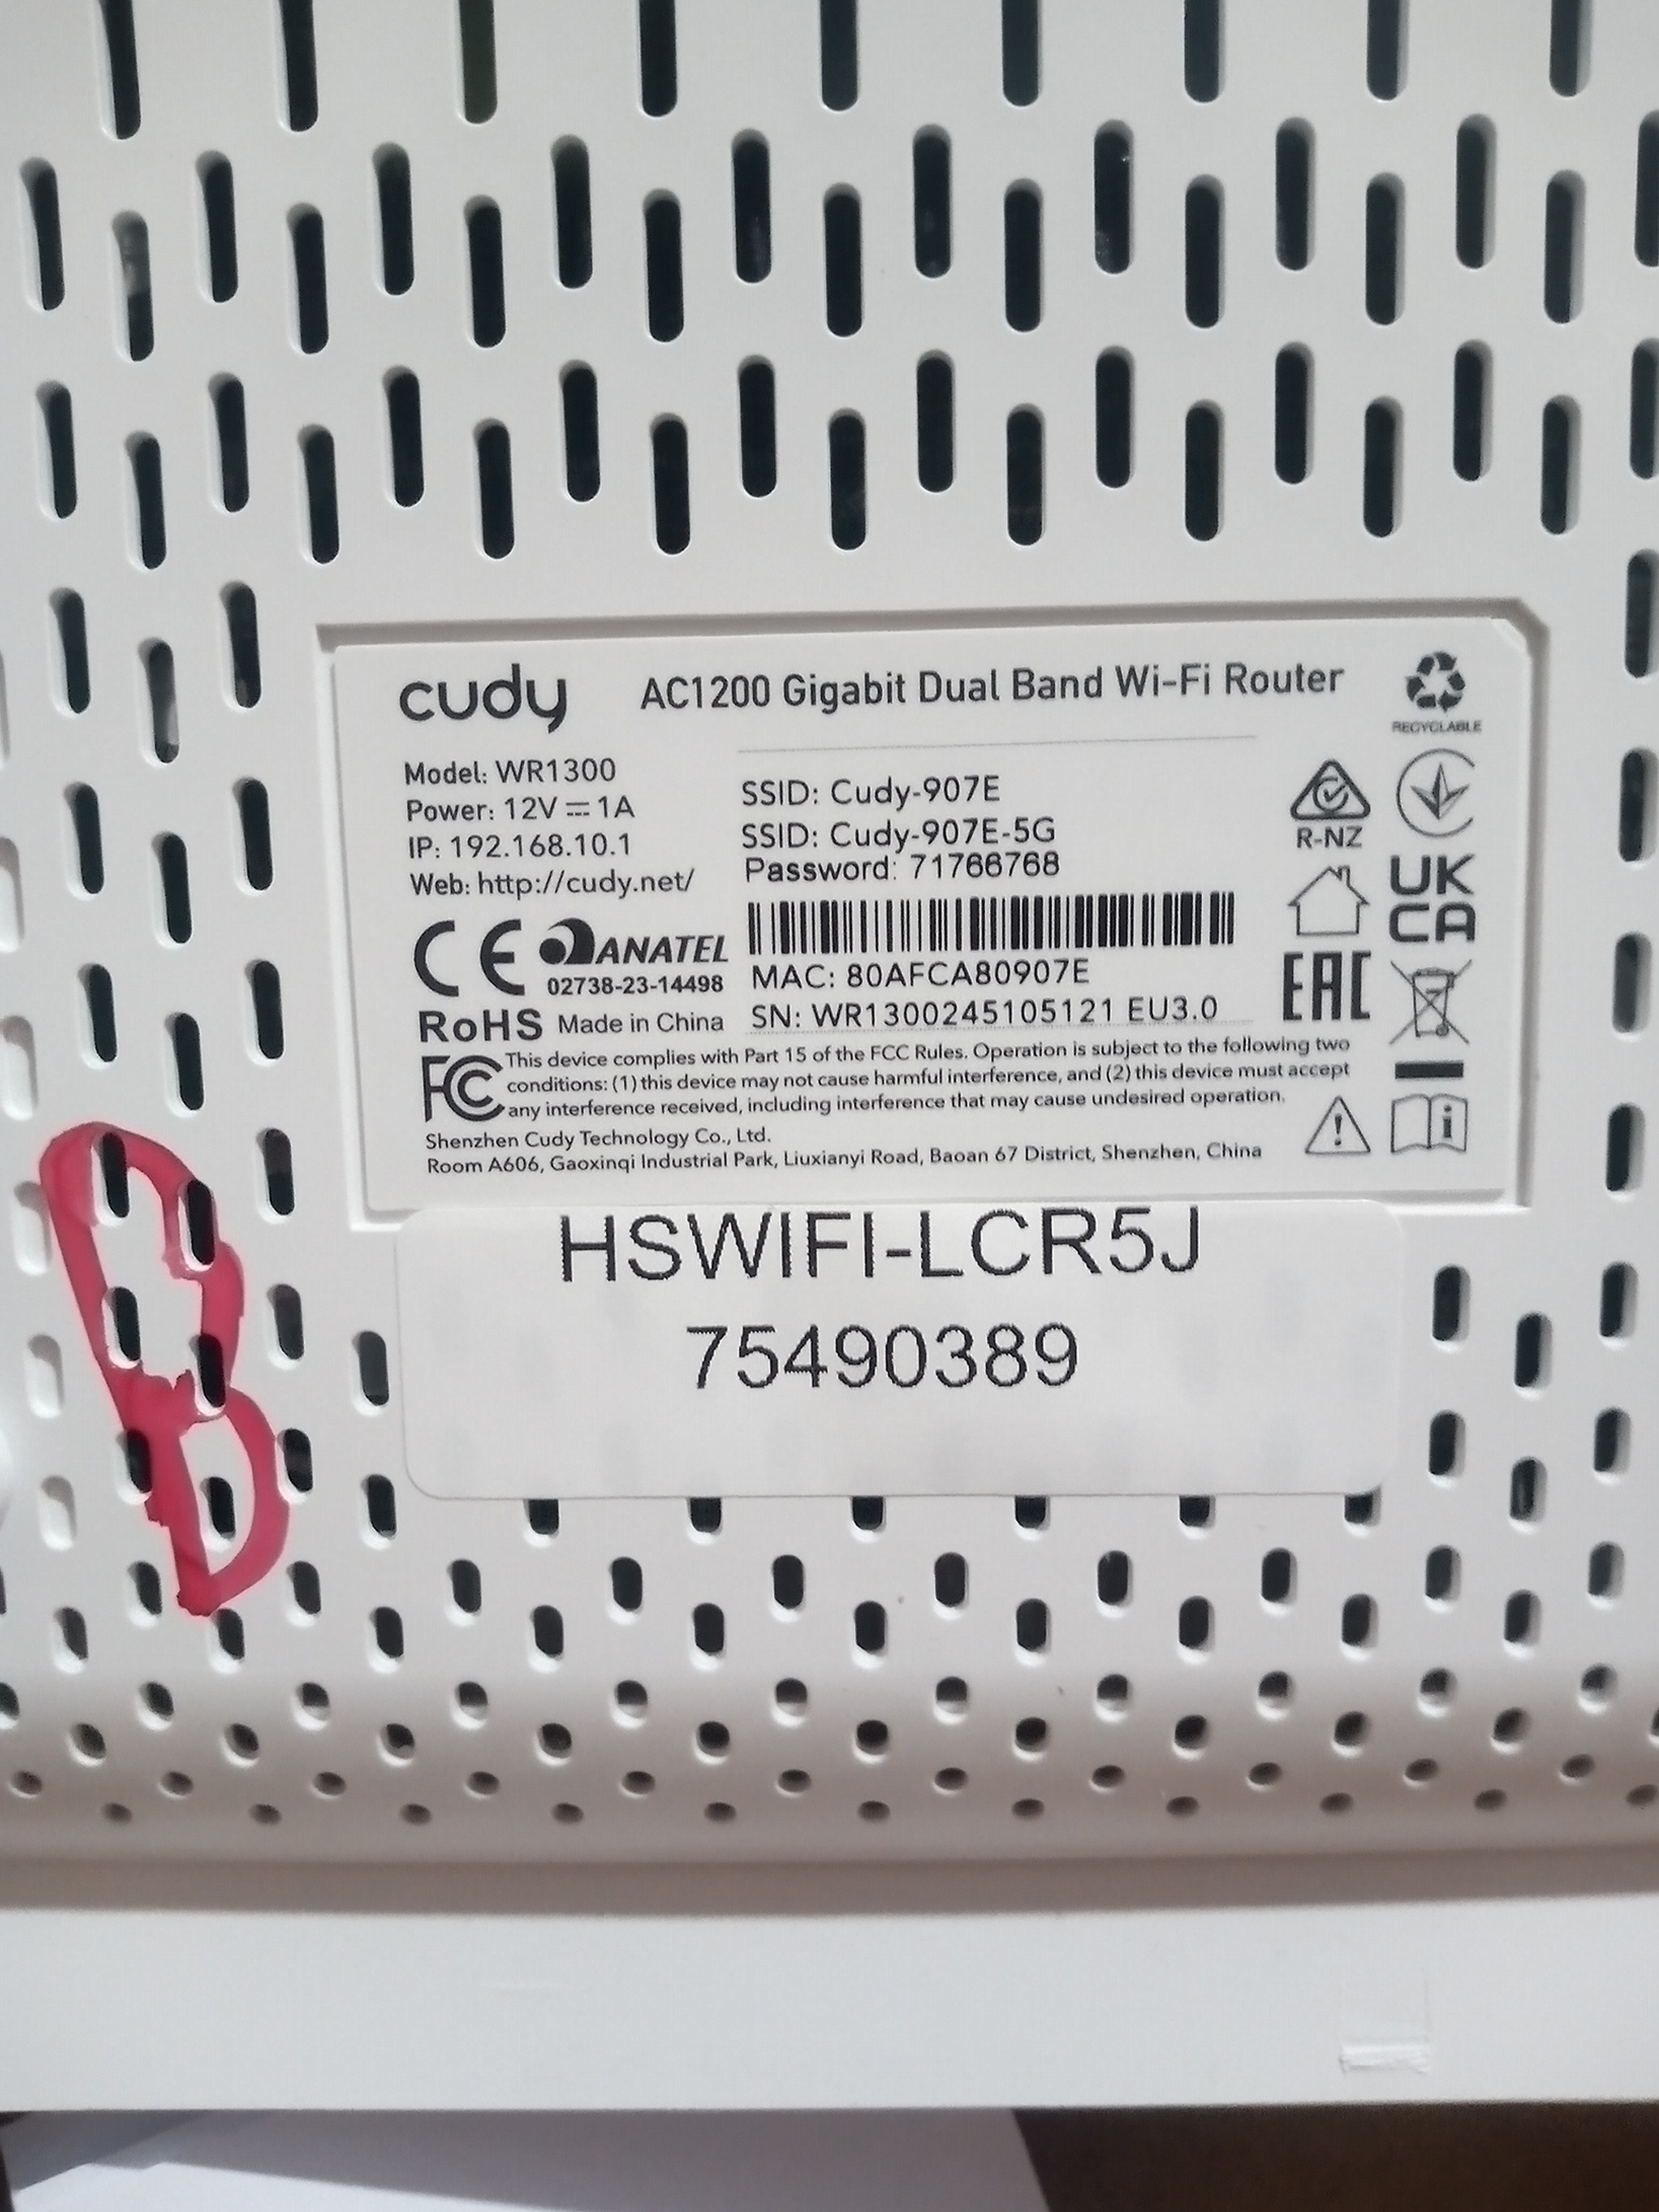 cudy AC1200 Gigabit Dual Band Wi-Fi Router
RECYCLABLE
Model: WR1300
Power: 12V ⎓ 1A
IP: 192.168.10.1
Web: http://cudy.net/
SSID: Cudy-907E
SSID: Cudy-907E-5G
Password: 71766768
R-NZ
UK
CA
CE ANATEL
02738-23-14498
MAC: 80AFCA80907E
EAC
RoHS Made in China
SN: WR1300245105121 EU3.0
FC This device complies with Part 15 of the FCC Rules. Operation is subject to the following two
conditions: (1) this device may not cause harmful interference, and (2) this device must accept
any interference received, including interference that may cause undesired operation.
Shenzhen Cudy Technology Co., Ltd.
Room A606, Gaoxinqi Industrial Park, Liuxianyi Road, Baoan 67 District, Shenzhen, China
HSWIFI-LCR5J
75490389
B